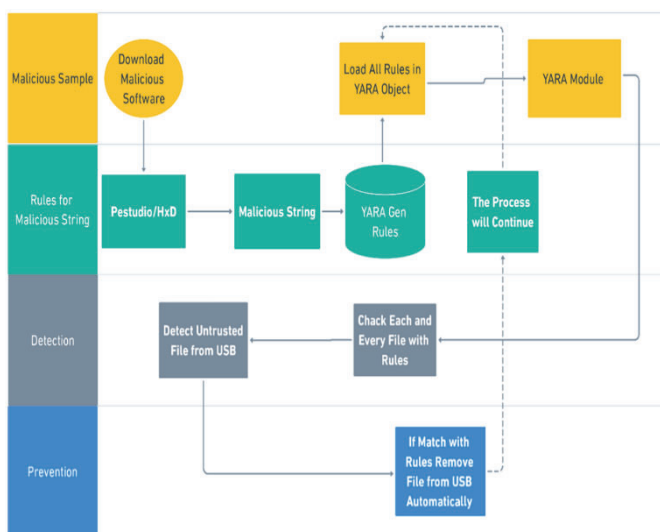 Malicious Sample
Download
Malicious
Software
Load All Rules in
YARA Object
YARA Module
Rules for
Malicious String
Pestudio/HxD
Malicious String
YARA Gen
Rules
The Process
will Continue
Detection
Detect Untrusted
File from USB
Chack Each and
Every File with
Rules
Prevention
If Match with
Rules Remove
File from USB
Automatically